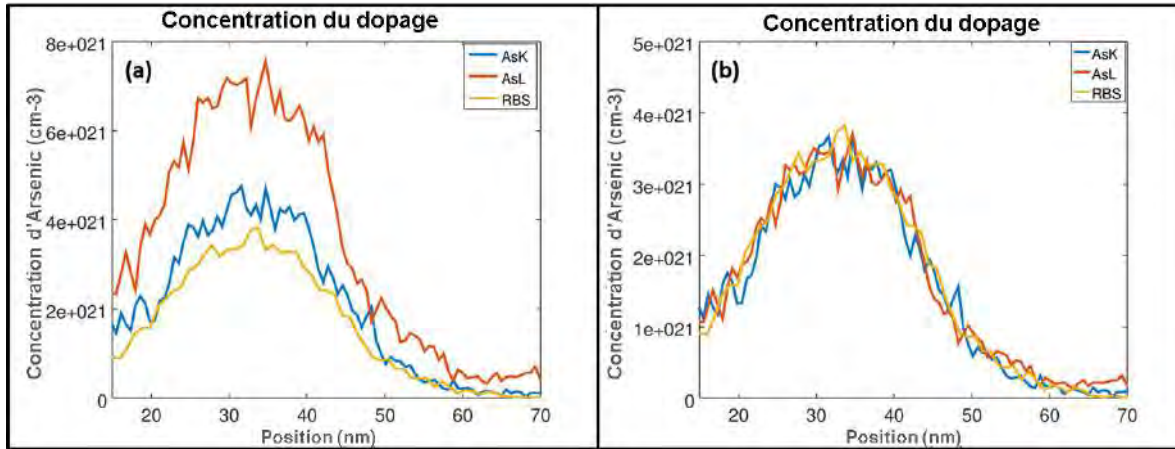 Concentration du dopage
8e+021
6e+021
4e+021
2e+021
0
20
30
40
50
60
70
Concentration d'Arsenic (cm-3)
Position (nm)
(a)
AsK
AsL
RBS
Concentration du dopage
5e+021
4e+021
3e+021
2e+021
1e+021
0
20
30
40
50
60
70
Concentration d'Arsenic (cm-3)
Position (nm)
(b)
AsK
AsL
RBS